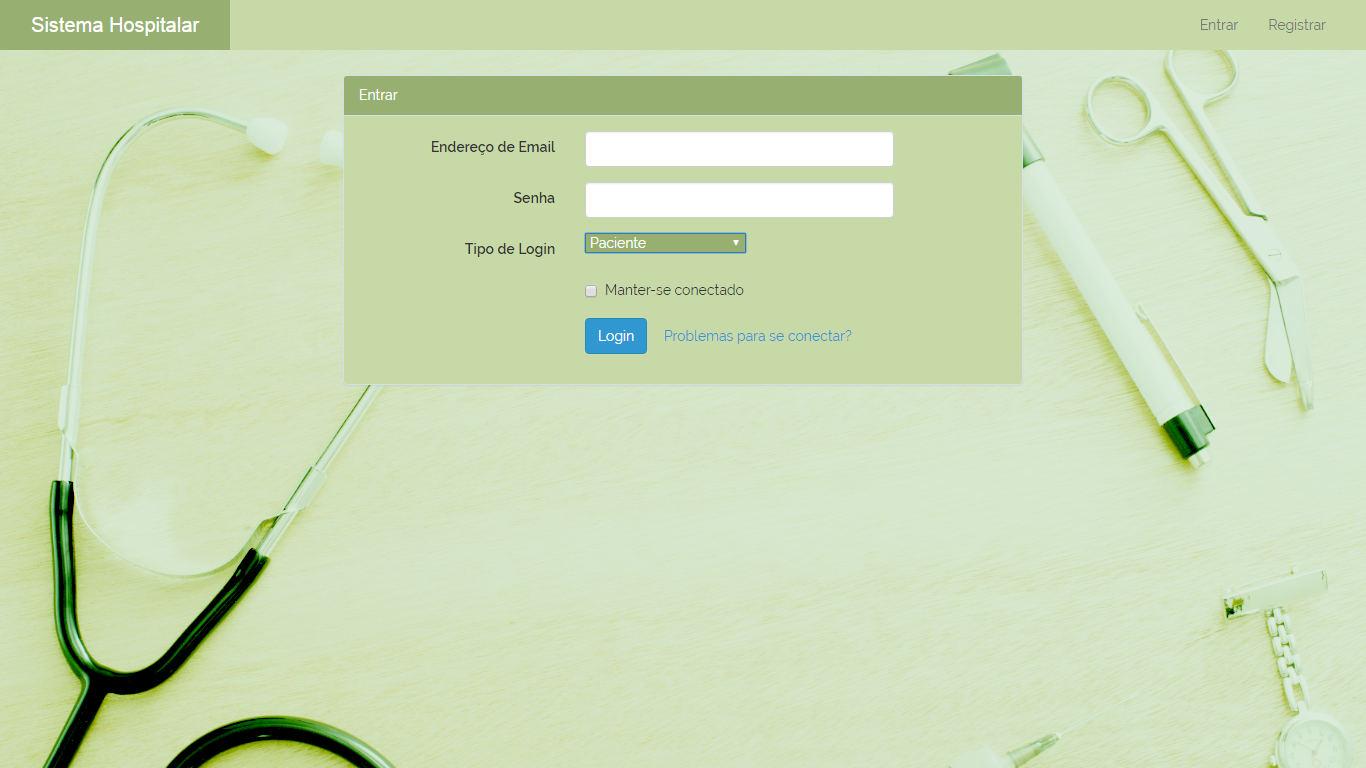 Sistema Hospitalar
Entrar
Registrar
Entrar
Endereço de Email
Senha
Tipo de Login
Paciente
Manter-se conectado
Login
Problemas para se conectar?